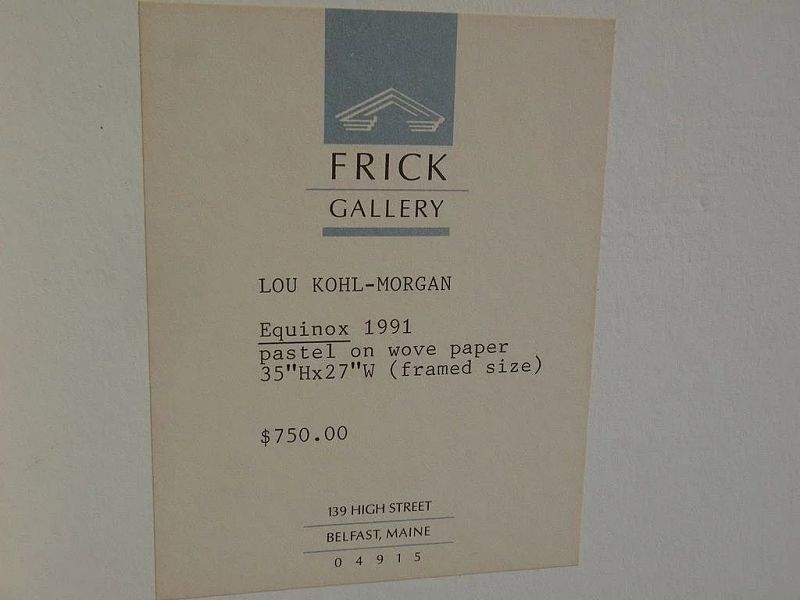 FRICK
GALLERY
LOU KOHL-MORGAN
Equinox 1991
pastel on wove paper
35"Hx27"W (framed size)
$750.00
139 HIGH STREET
BELFAST, MAINE
04915